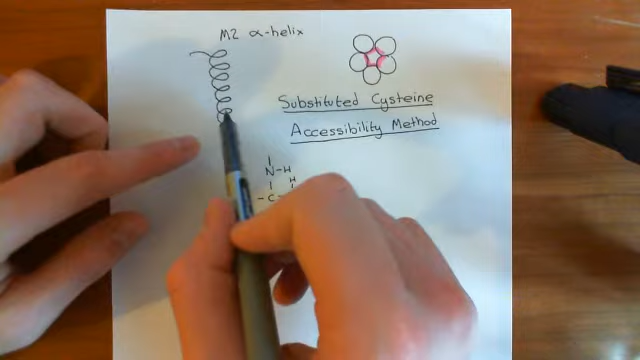 M2 α-helix
Substituted Cysteine
Accessibility Method
N-H
H
-C-